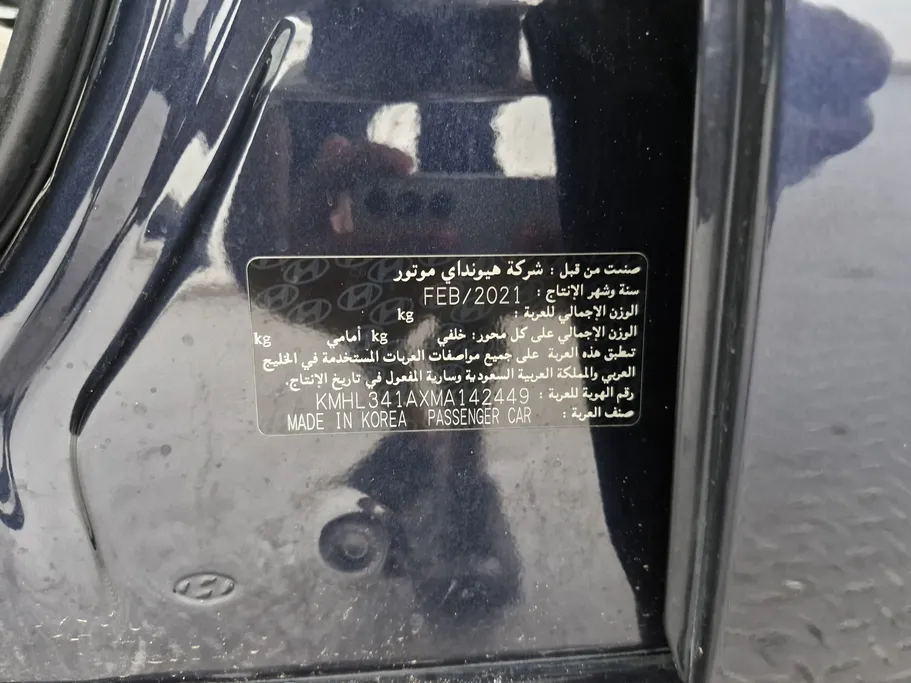 صنعت من قبل : شركة هيونداي موتور
سنة وشهر الإنتاج : FEB/2021
الوزن الإجمالي للعربة : kg
الوزن الإجمالي على كل محور: خلفي kg أمامي kg
تنطبق هذه العربة على جميع مواصفات العربات المستخدمة في الخليج
العربي والمملكة العربية السعودية وسارية المفعول في تاريخ الإنتاج.
رقم الهوية للعربة : KMHL341AXMA142449
صنف العربة : MADE IN KOREA PASSENGER CAR